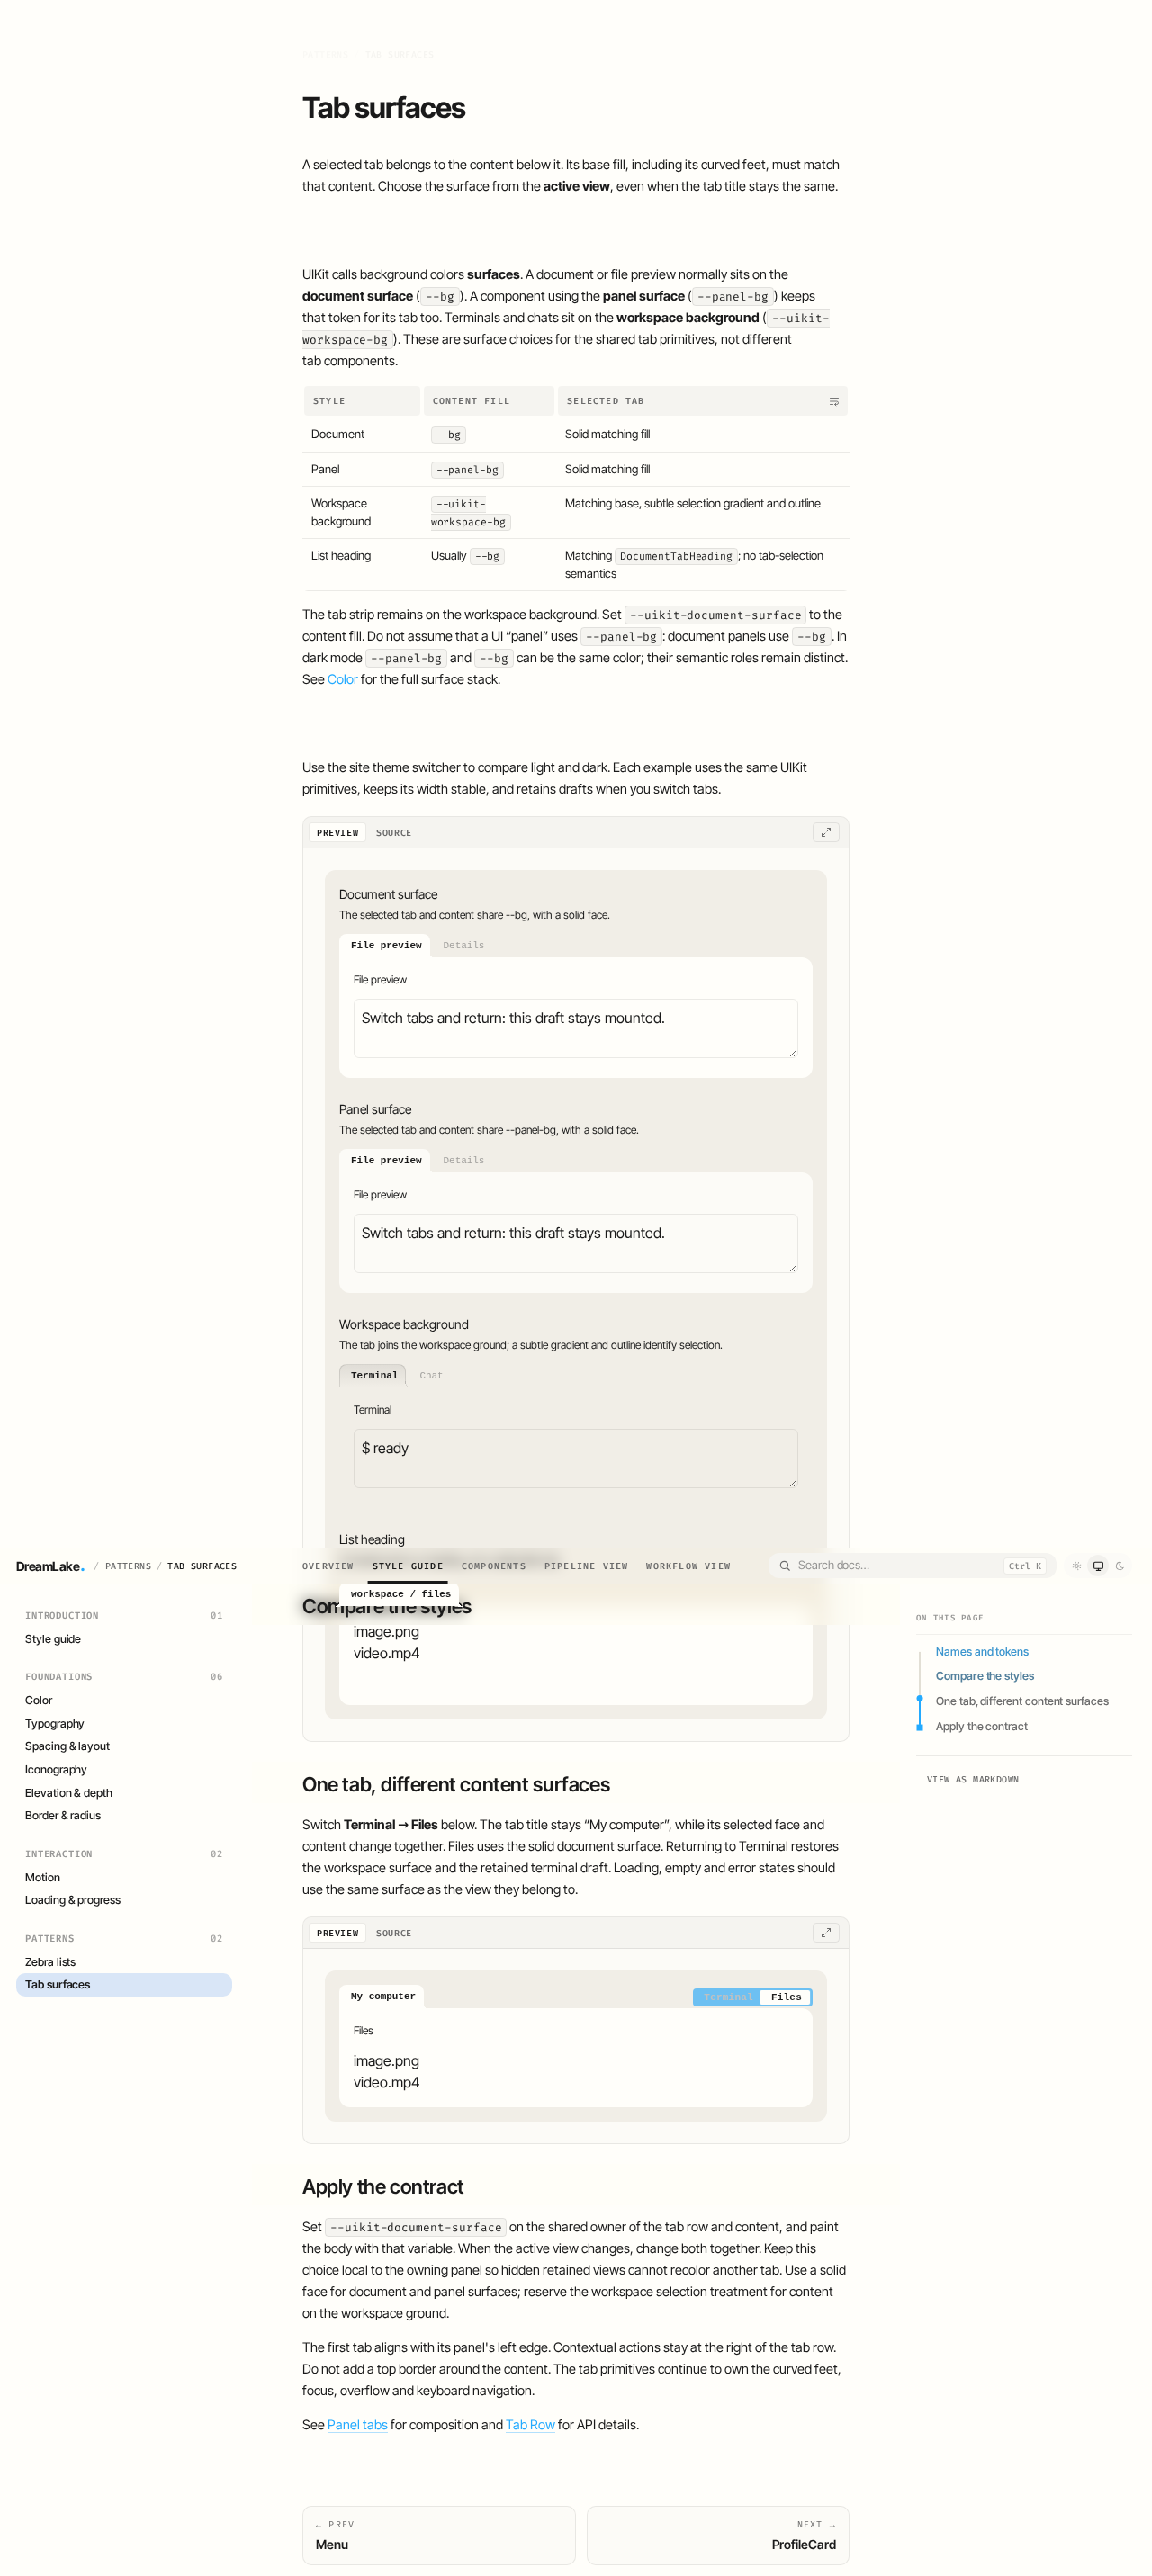 Tab surfaces
A selected tab belongs to the content below it. Its base fill, including its curved feet, must match
that content. Choose the surface from the active view, even when the tab title stays the same.
UIKit calls background colors surfaces. A document or file preview normally sits on the
document surface (--bg). A component using the panel surface (--panel-bg) keeps
that token for its tab too. Terminals and chats sit on the workspace background (--uikit-
workspace-bg). These are surface choices for the shared tab primitives, not different
tab components.
STYLE CONTENT FILL SELECTED TAB
Document --bg Solid matching fill
Panel --panel-bg Solid matching fill
Workspace --uikit- Matching base, subtle selection gradient and outline
background workspace-bg
List heading Usually --bg Matching DocumentTabHeading; no tab-selection
semantics
The tab strip remains on the workspace background. Set --uikit-document-surface to the
content fill. Do not assume that a UI “panel” uses --panel-bg: document panels use --bg. In
dark mode --panel-bg and --bg can be the same color; their semantic roles remain distinct.
See Color for the full surface stack.
Use the site theme switcher to compare light and dark. Each example uses the same UIKit
primitives, keeps its width stable, and retains drafts when you switch tabs.
PREVIEW SOURCE
Document surface
The selected tab and content share --bg, with a solid face.
File preview Details
File preview
Switch tabs and return: this draft stays mounted.
Panel surface
The selected tab and content share --panel-bg, with a solid face.
File preview Details
File preview
Switch tabs and return: this draft stays mounted.
Workspace background
The tab joins the workspace ground; a subtle gradient and outline identify selection.
Terminal Chat
Terminal
$ ready
List heading
DreamLake. / PATTERNS / TAB SURFACES OVERVIEW STYLE GUIDE COMPONENTS PIPELINE VIEW WORKFLOW VIEW Search docs... Ctrl K
workspace / files
Compare the styles
image.png
video.mp4
INTRODUCTION 01
Style guide
FOUNDATIONS 06
Color
Typography
Spacing & layout
Iconography
Elevation & depth
Border & radius
INTERACTION 02
Motion
Loading & progress
PATTERNS 02
Zebra lists
Tab surfaces
ON THIS PAGE
Names and tokens
Compare the styles
One tab, different content surfaces
Apply the contract
VIEW AS MARKDOWN
One tab, different content surfaces
Switch Terminal → Files below. The tab title stays “My computer”, while its selected face and
content change together. Files uses the solid document surface. Returning to Terminal restores
the workspace surface and the retained terminal draft. Loading, empty and error states should
use the same surface as the view they belong to.
PREVIEW SOURCE
My computer Terminal Files
Files
image.png
video.mp4
Apply the contract
Set --uikit-document-surface on the shared owner of the tab row and content, and paint
the body with that variable. When the active view changes, change both together. Keep this
choice local to the owning panel so hidden retained views cannot recolor another tab. Use a solid
face for document and panel surfaces; reserve the workspace selection treatment for content
on the workspace ground.
The first tab aligns with its panel's left edge. Contextual actions stay at the right of the tab row.
Do not add a top border around the content. The tab primitives continue to own the curved feet,
focus, overflow and keyboard navigation.
See Panel tabs for composition and Tab Row for API details.
← PREV
Menu
NEXT →
ProfileCard